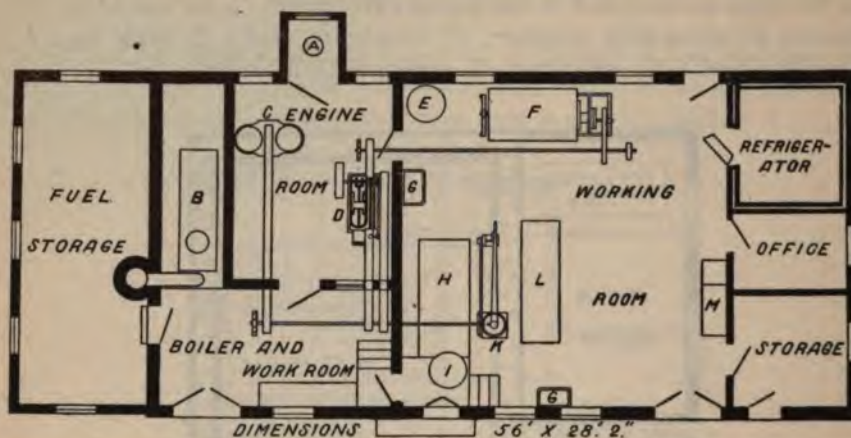 A
C ENGINE
E
F
REFRIGER-
ATOR
FUEL
STORAGE
B
ROOM
D
G
WORKING
H
L
ROOM
OFFICE
M
K
BOILER AND
WORK ROOM
I
STORAGE
G
DIMENSIONS 56' X 28' 2."